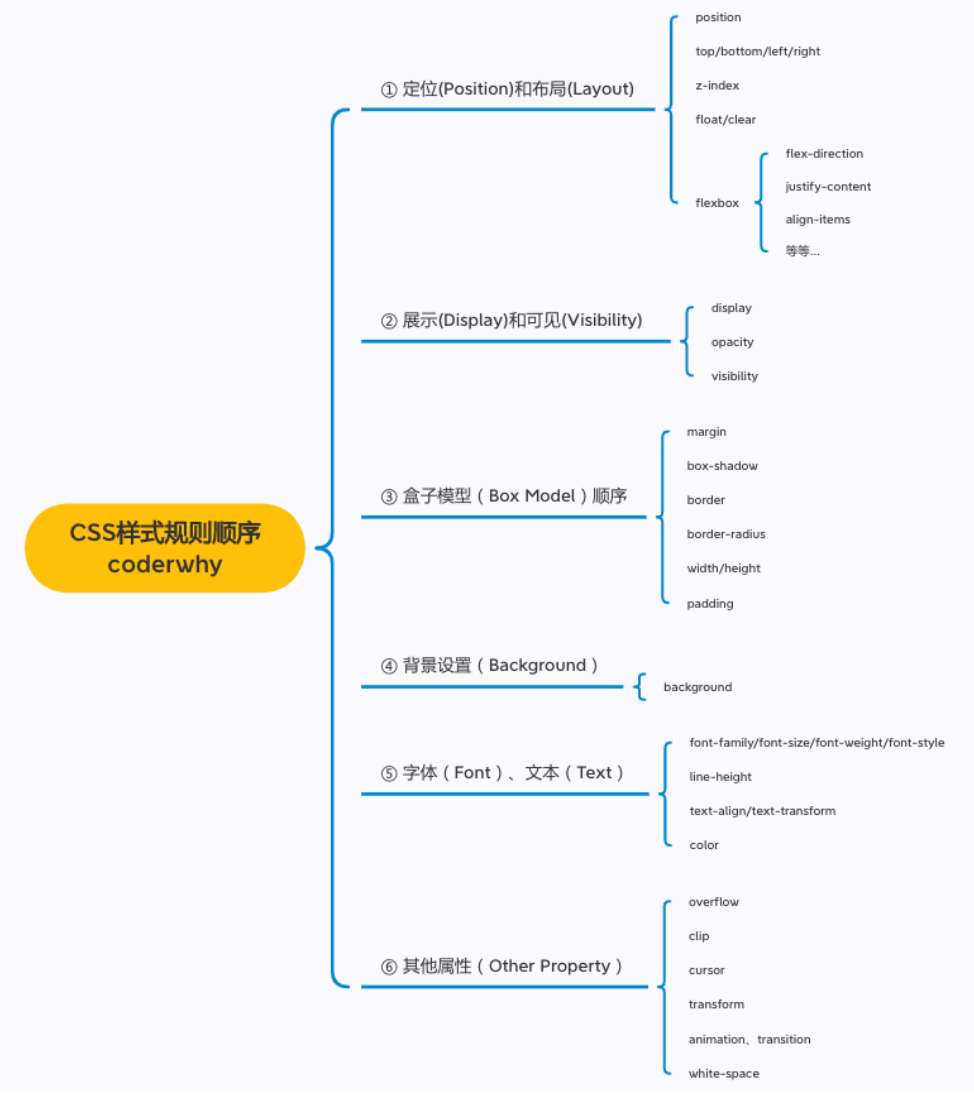 CSS样式规则顺序
coderwhy
① 定位(Position)和布局(Layout)
position
top/bottom/left/right
z-index
float/clear
flexbox
flex-direction
justify-content
align-items
等等...
② 展示(Display)和可见(Visibility)
display
opacity
visibility
③ 盒子模型（Box Model）顺序
margin
box-shadow
border
border-radius
width/height
padding
④ 背景设置（Background）
background
⑤ 字体（Font）、文本（Text）
font-family/font-size/font-weight/font-style
line-height
text-align/text-transform
color
⑥ 其他属性（Other Property）
overflow
clip
cursor
transform
animation、transition
white-space